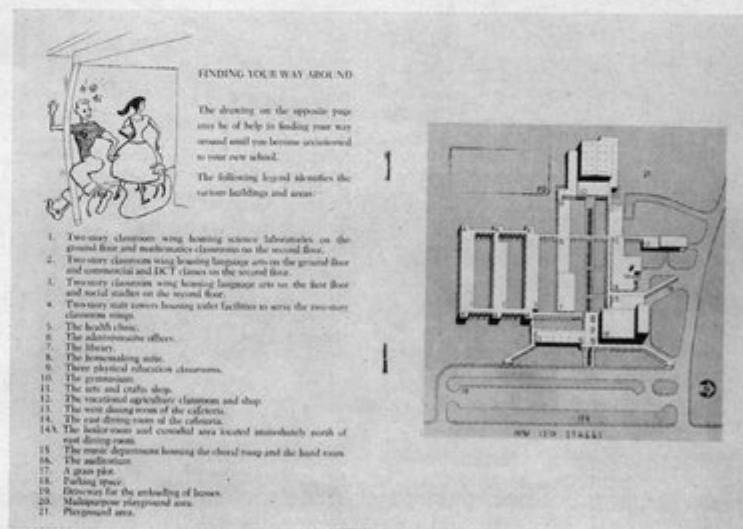 FINDING YOUR WAY AROUND
The drawing on the opposite page
may be of help in finding your way
around until you become accustomed
to your new school.
The following legend identifies the
various buildings and areas:
1. Two-story classroom wing housing science laboratories on the
ground floor and mathematics classrooms on the second floor.
2. Two-story classroom wing housing language arts on the ground floor
and commercial and DCT classes on the second floor.
3. Two-story classroom wing housing language arts on the first floor
and social studies on the second floor.
4. Two-story stair towers housing toilet facilities to serve the two-story
classroom wings.
5. The health clinic.
6. The administrative offices.
7. The library.
8. The homemaking suite.
9. Three physical education classrooms.
10. The gymnasium.
11. The arts and crafts shop.
12. The vocational agriculture classroom and shop.
13. The west dining-room of the cafeteria.
14. The east dining-room of the cafeteria.
14A. The boiler-room and custodial area located immediately north of
east dining-room.
15. The music department housing the choral room and the band room.
16. The auditorium.
17. A grass plot.
18. Parking space.
19. Driveway for the unloading of busses.
20. Multipurpose playground area.
21. Playground area.
21